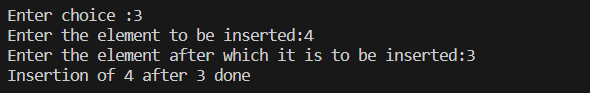 Enter choice :3
Enter the element to be inserted:4
Enter the element after which it is to be inserted:3
Insertion of 4 after 3 done